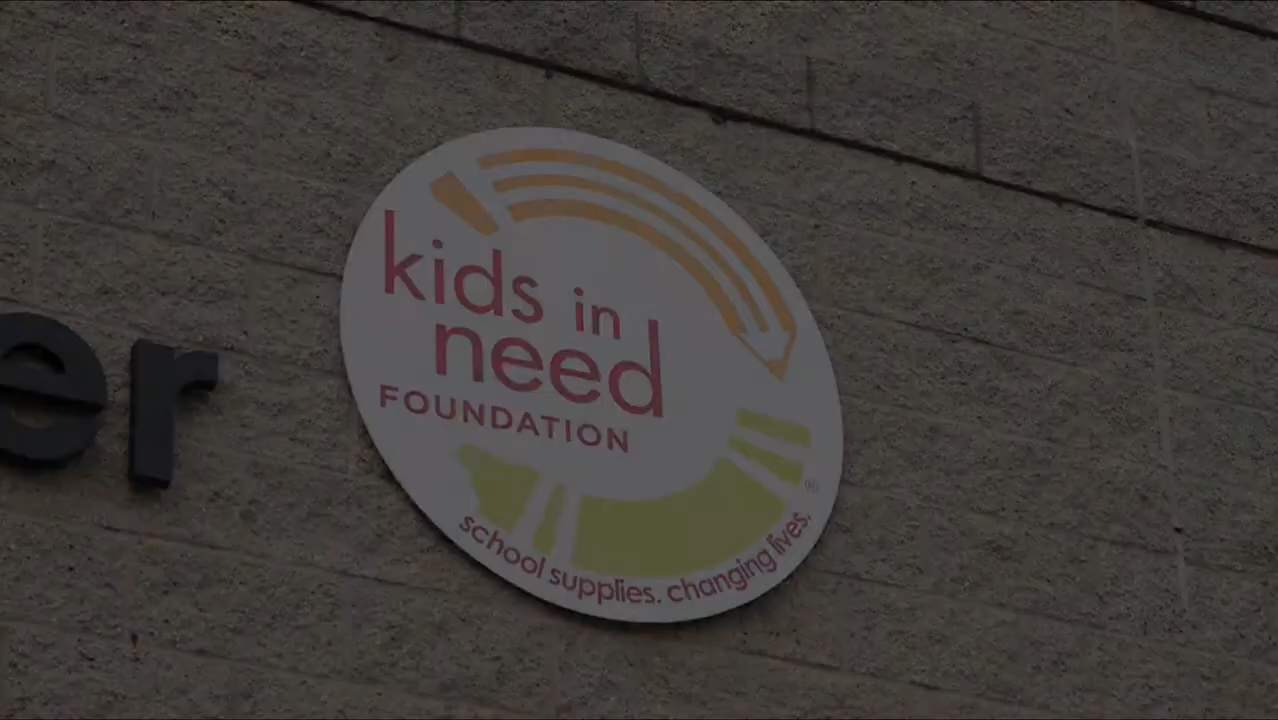 er
kids in
need
FOUNDATION
school supplies. changing lives.